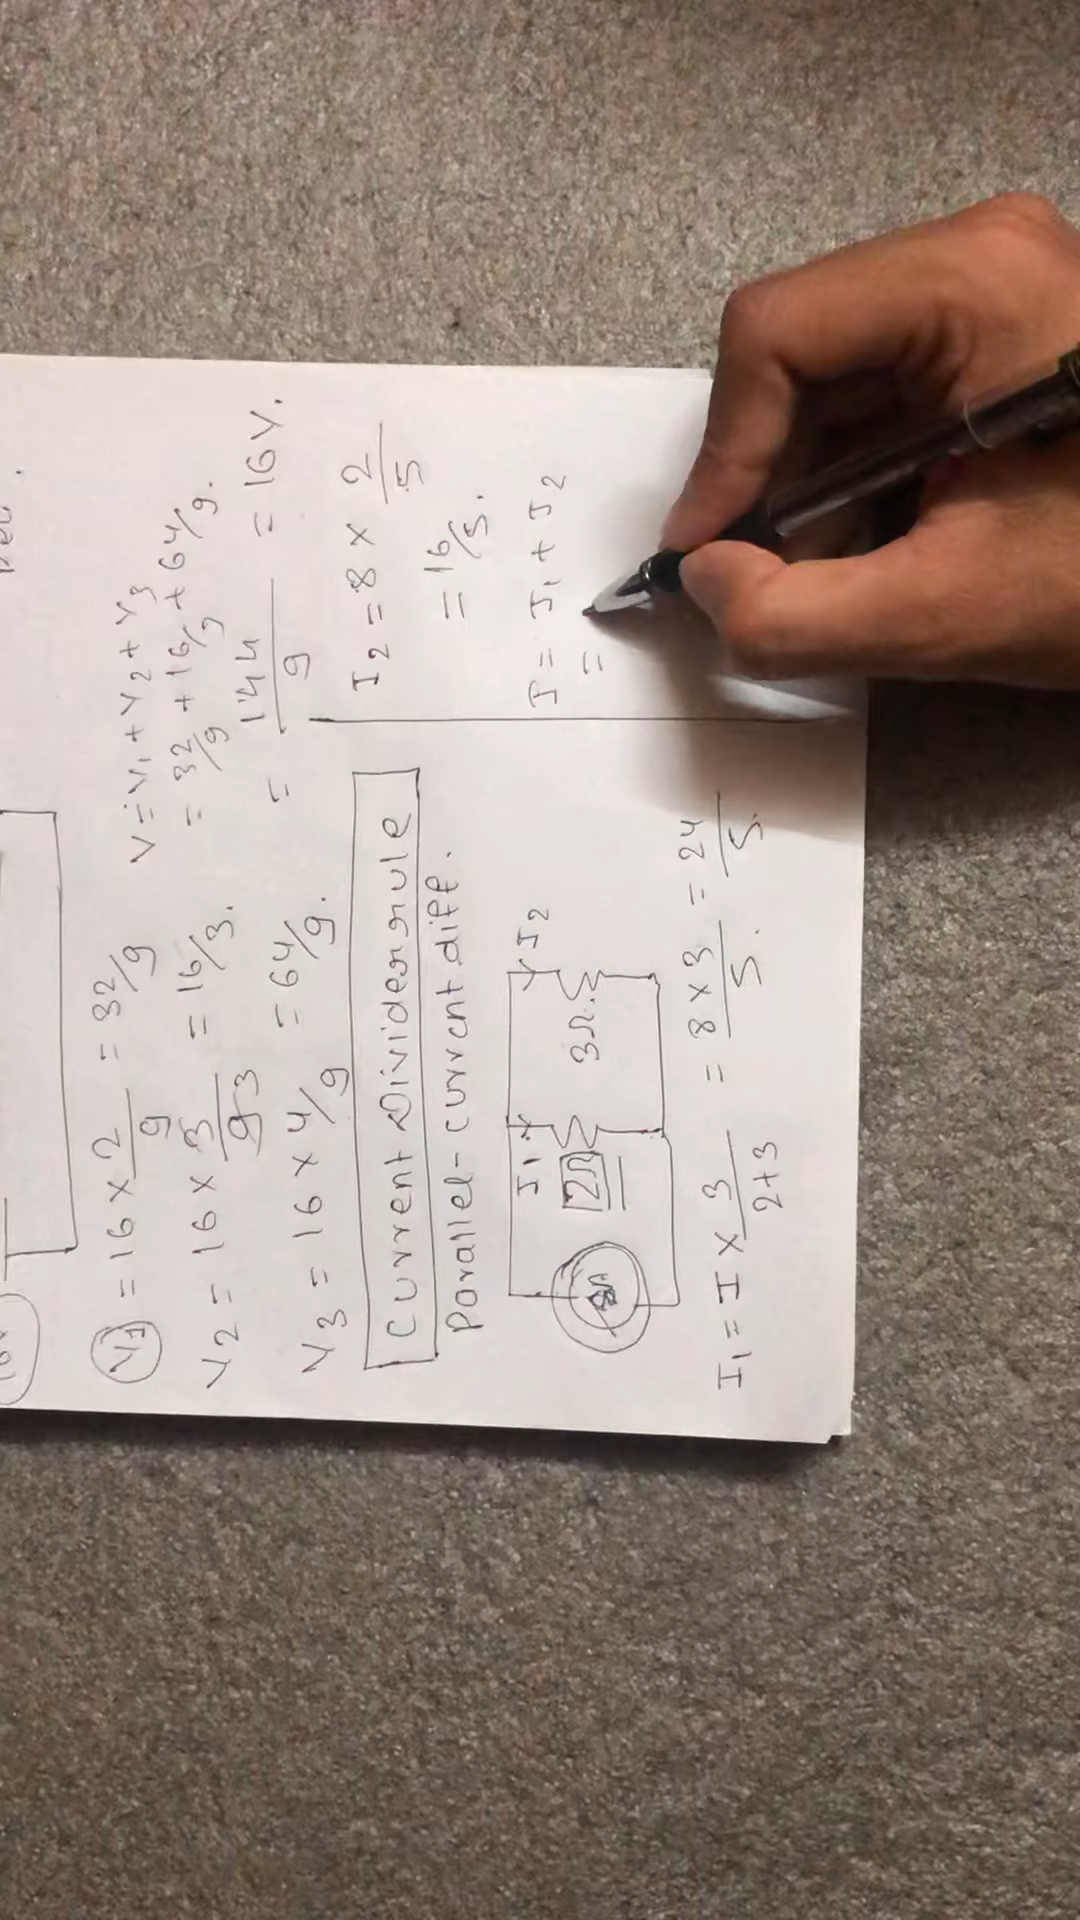 V1 = 16 × 2/9 = 32/9
V2 = 16 × 3/93 = 16/3.
V3 = 16 × 4/9 = 64/9.
V = V1 + V2 + V3
= 32/9 + 16/3 + 64/9.
= 144/9 = 16V.
Current Divider rule
Parallel - current diff.
I1
I2
2Ω
3Ω.
I1 = I × 3/2+3 = 8×3/5. = 24/5.
I2 = 8 × 2/5
= 16/5.
I = I1 + I2
=